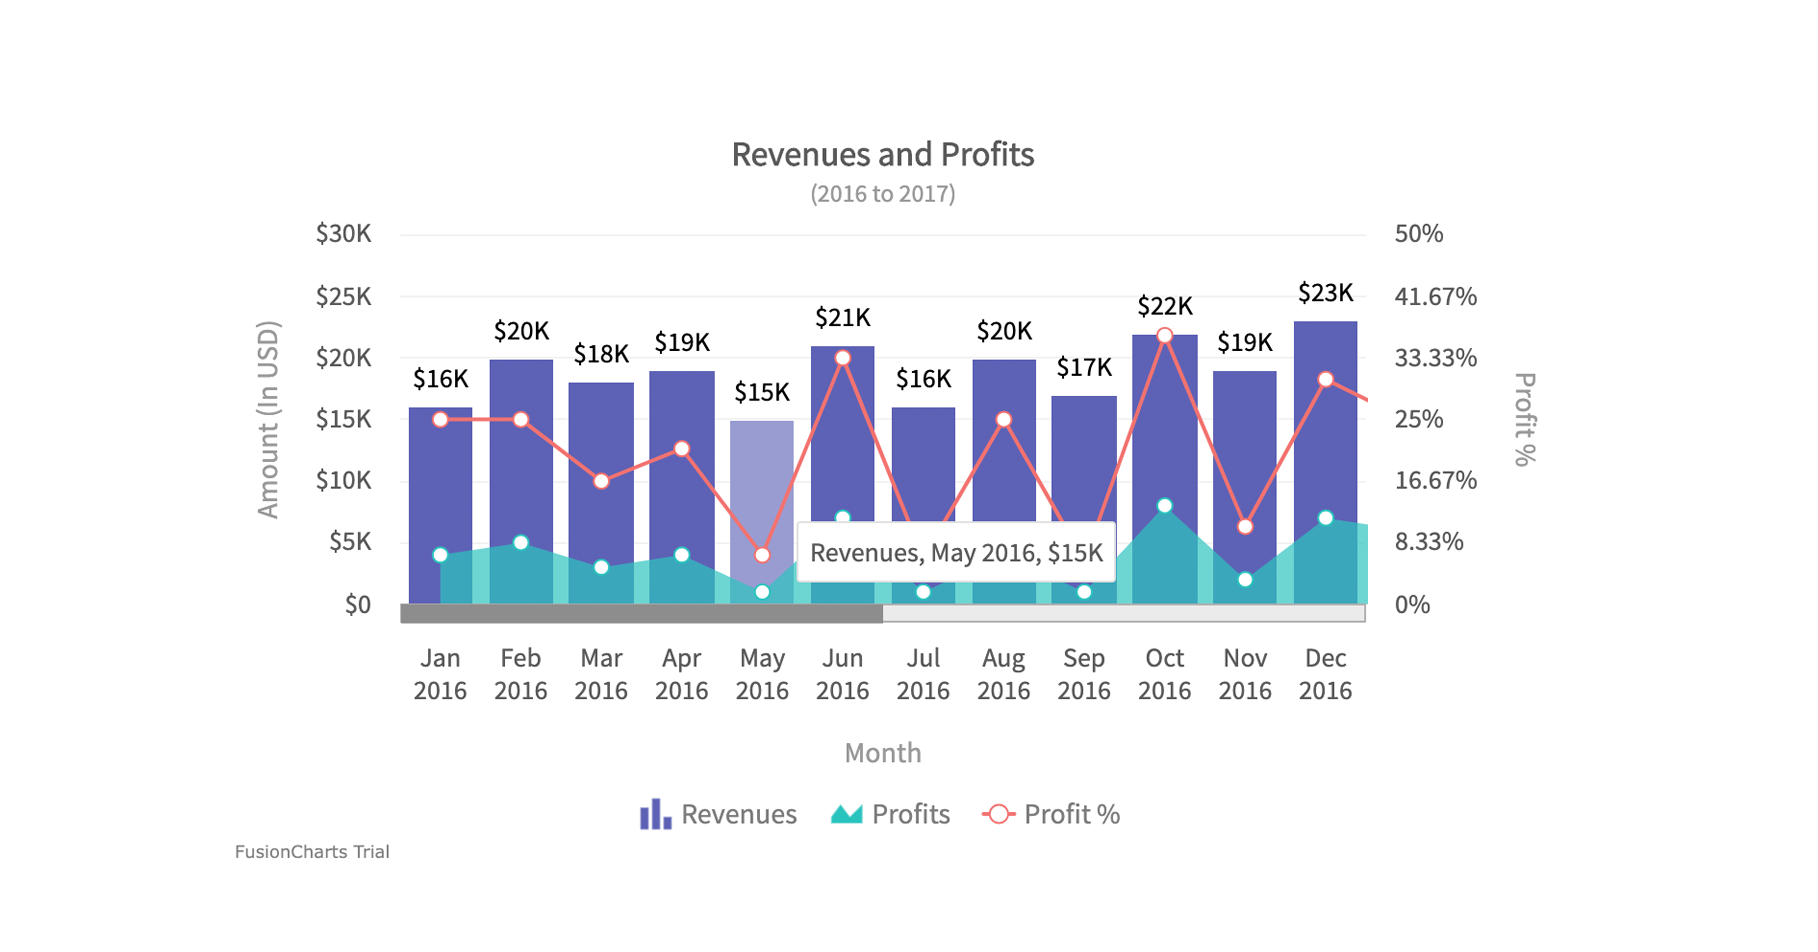 Revenues and Profits
(2016 to 2017)
$30K
$25K
$20K
$15K
$10K
$5K
$0
Amount (In USD)
50%
41.67%
33.33%
25%
16.67%
8.33%
0%
Profit %
$16K
$20K
$18K
$19K
$15K
$21K
$16K
$20K
$17K
$22K
$19K
$23K
Revenues, May 2016, $15K
Jan 2016
Feb 2016
Mar 2016
Apr 2016
May 2016
Jun 2016
Jul 2016
Aug 2016
Sep 2016
Oct 2016
Nov 2016
Dec 2016
Month
Revenues
Profits
Profit %
FusionCharts Trial